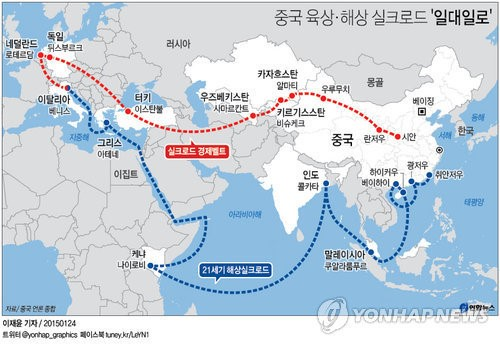 중국 육상·해상 실크로드 '일대일로'
네덜란드
로테르담
독일
뒤스부르크
러시아
카자흐스탄
알마티
몽골
우즈베키스탄
사마르칸트
우루무치
이탈리아
베니스
터키
이스탄불
키르기스스탄
비슈케크
베이징
동해
지중해
그리스
아테네
중국
란저우
시안
서해
한국
실크로드 경제벨트
이집트
인도
콜카타
하이커우
베이하이
광저우
취안저우
아라비아해
태평양
케냐
나이로비
21세기 해상실크로드
말레이시아
쿠알라룸푸르
자료/ 중국 언론 종합
연합뉴스
이재윤 기자 / 20150124
트위터 @yonhap_graphics 페이스북 tuney.kr/LeYN1
YONHAP NEWS